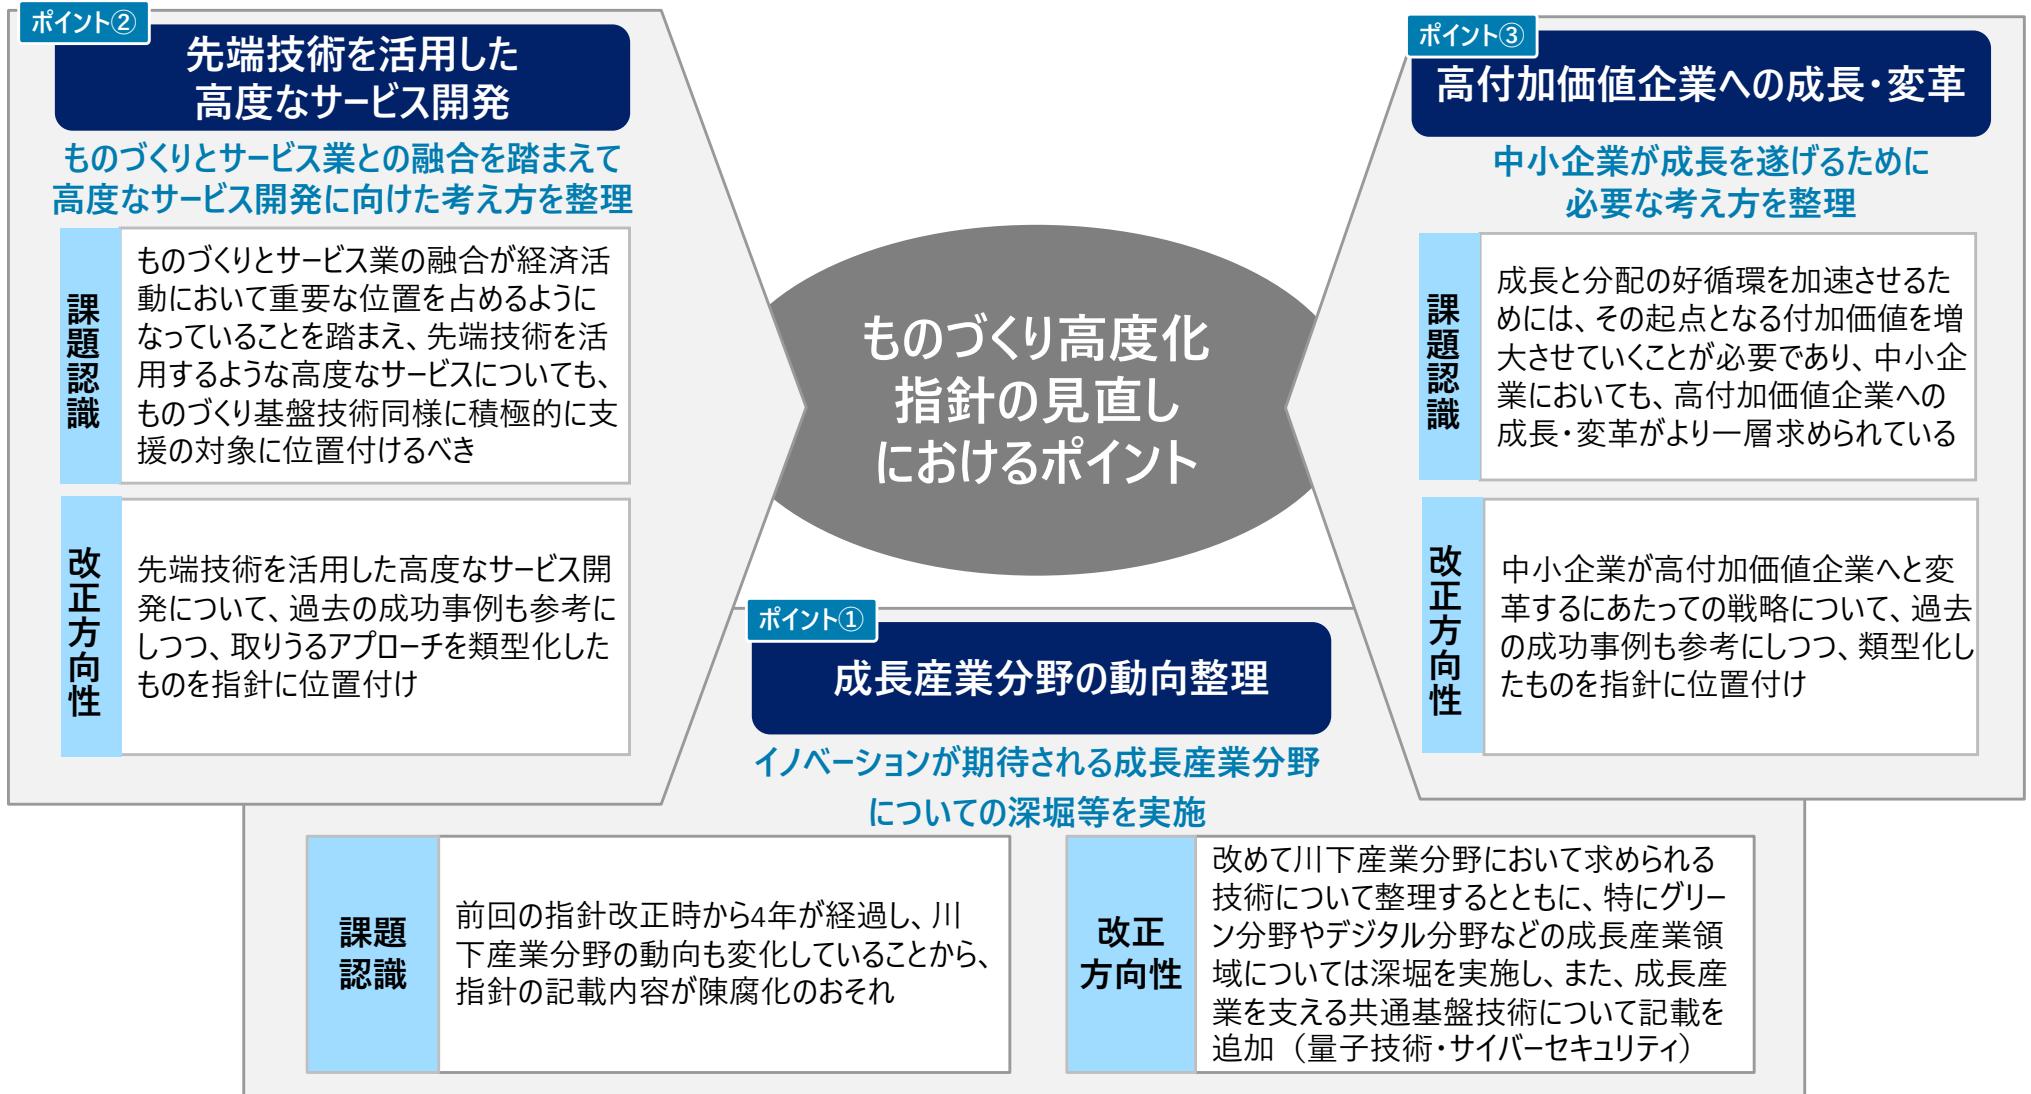 ポイント②
先端技術を活用した
高度なサービス開発
ものづくりとサービス業との融合を踏まえて
高度なサービス開発に向けた考え方を整理
課題認識
ものづくりとサービス業の融合が経済活
動において重要な位置を占めるように
なっていることを踏まえ、先端技術を活
用するような高度なサービスについても、
ものづくり基盤技術同様に積極的に支
援の対象に位置付けるべき
改正方向性
先端技術を活用した高度なサービス開
発について、過去の成功事例も参考に
しつつ、取りうるアプローチを類型化した
ものを指針に位置付け
ものづくり高度化
指針の見直し
におけるポイント
ポイント③
高付加価値企業への成長・変革
中小企業が成長を遂げるために
必要な考え方を整理
課題認識
成長と分配の好循環を加速させるた
めには、その起点となる付加価値を増
大させていくことが必要であり、中小企
業においても、高付加価値企業への
成長・変革がより一層求められている
改正方向性
中小企業が高付加価値企業へと変
革するにあたっての戦略について、過去
の成功事例も参考にしつつ、類型化し
たものを指針に位置付け
ポイント①
成長産業分野の動向整理
イノベーションが期待される成長産業分野
についての深堀等を実施
課題
認識
前回の指針改正時から4年が経過し、川
下産業分野の動向も変化していることから、
指針の記載内容が陳腐化のおそれ
改正
方向性
改めて川下産業分野において求められる
技術について整理するとともに、特にグリー
ン分野やデジタル分野などの成長産業領
域については深堀を実施し、また、成長産
業を支える共通基盤技術について記載を
追加（量子技術・サイバーセキュリティ）